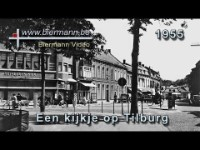 www.biermann.be
Biermann Video
1955
Een kijkje op Tilburg